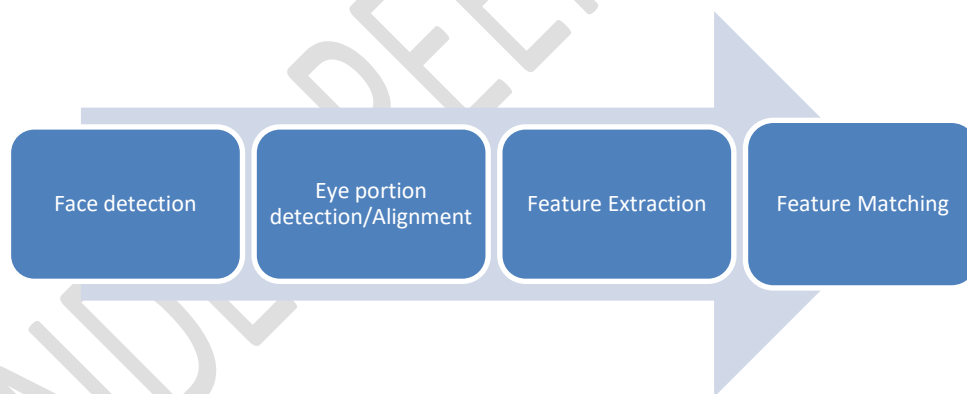 Face detection
Eye portion
detection/Alignment
Feature Extraction
Feature Matching